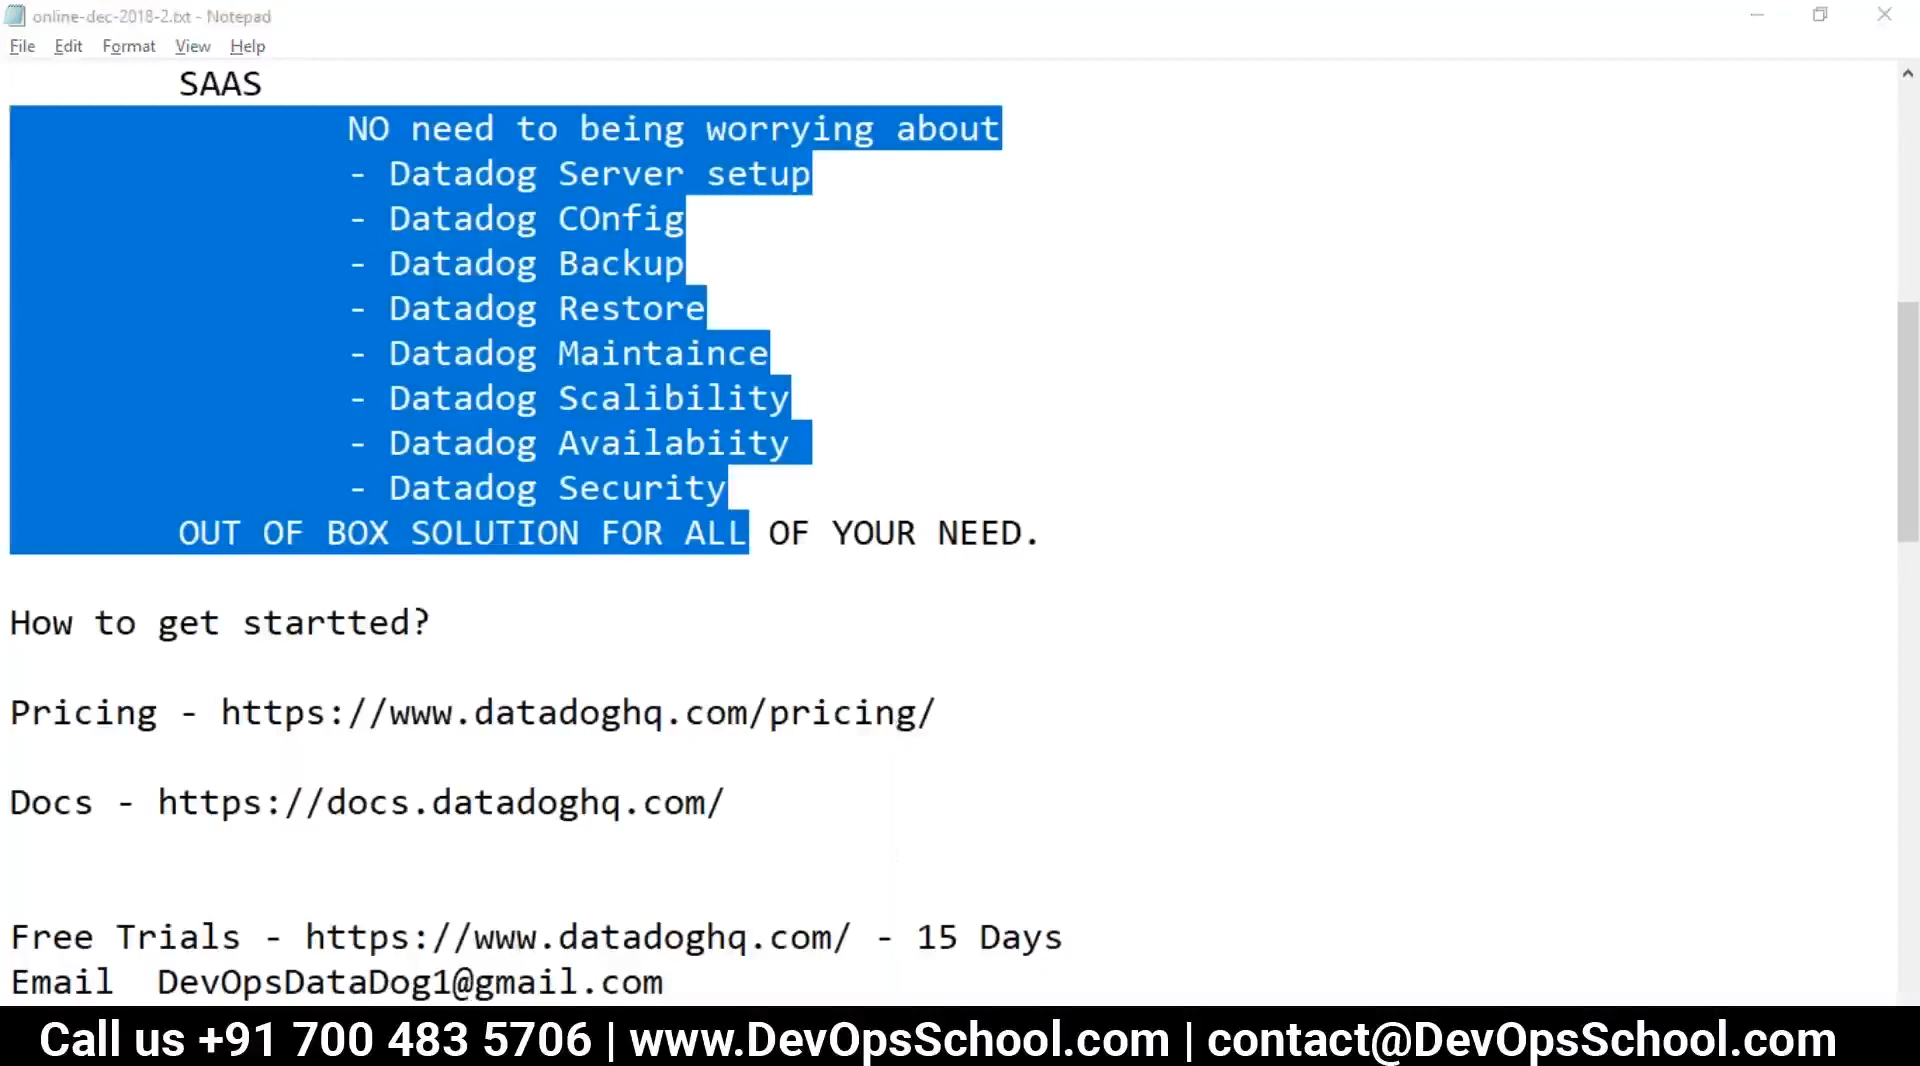 online-dec-2018-2.txt - Notepad
File Edit Format View Help
SAAS
NO need to being worrying about
- Datadog Server setup
- Datadog COnfig
- Datadog Backup
- Datadog Restore
- Datadog Maintaince
- Datadog Scalibility
- Datadog Availabiity
- Datadog Security
OUT OF BOX SOLUTION FOR ALL OF YOUR NEED.
How to get startted?
Pricing - https://www.datadoghq.com/pricing/
Docs - https://docs.datadoghq.com/
Free Trials - https://www.datadoghq.com/ - 15 Days
Email DevOpsDataDog1@gmail.com
Call us +91 700 483 5706 | www.DevOpsSchool.com | contact@DevOpsSchool.com